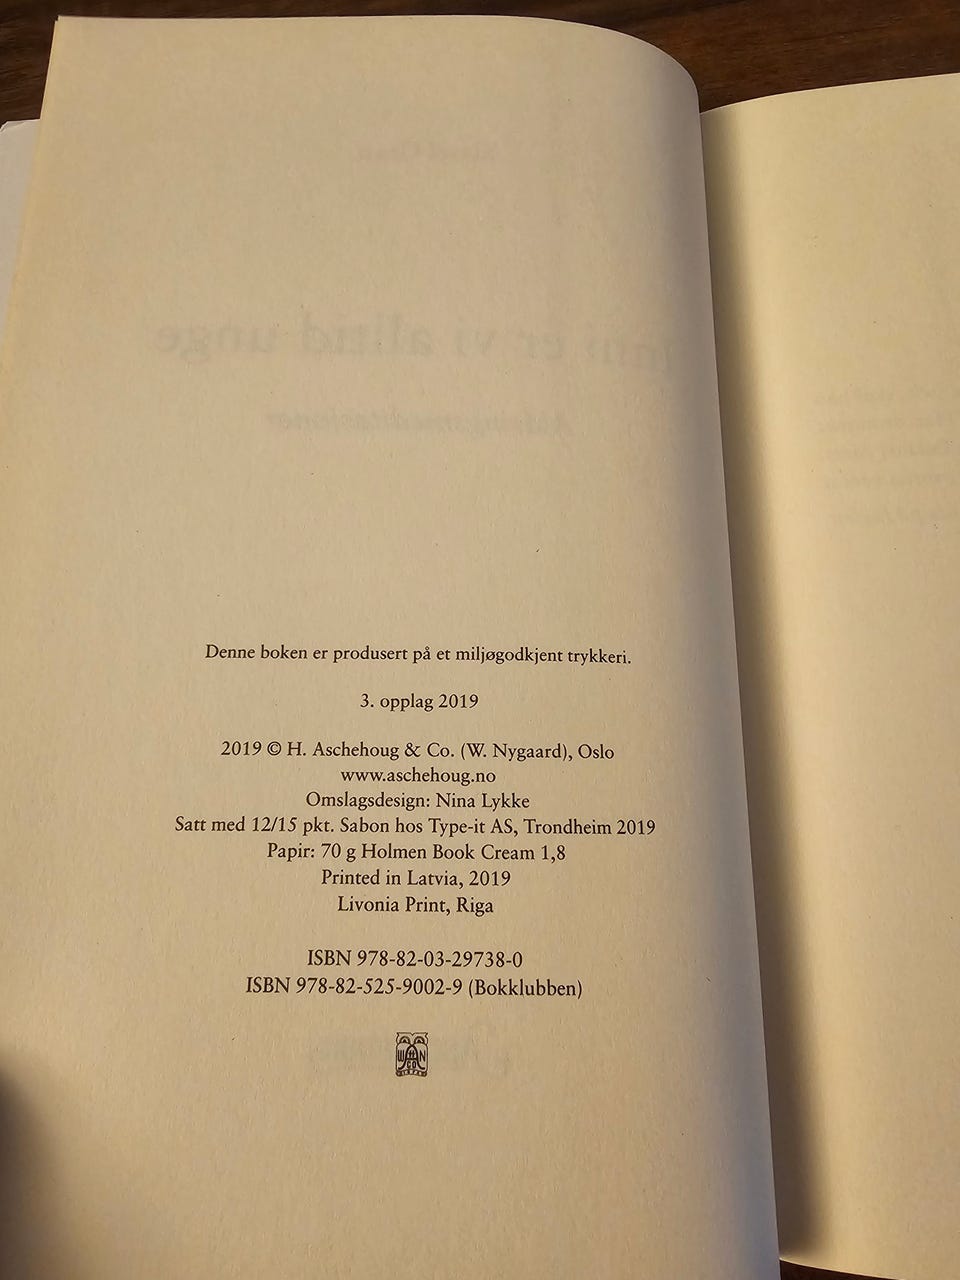 Denne boken er produsert på et miljøgodkjent trykkeri.
3. opplag 2019
2019 © H. Aschehoug & Co. (W. Nygaard), Oslo
www.aschehoug.no
Omslagsdesign: Nina Lykke
Satt med 12/15 pkt. Sabon hos Type-it AS, Trondheim 2019
Papir: 70 g Holmen Book Cream 1,8
Printed in Latvia, 2019
Livonia Print, Riga
ISBN 978-82-03-29738-0
ISBN 978-82-525-9002-9 (Bokklubben)